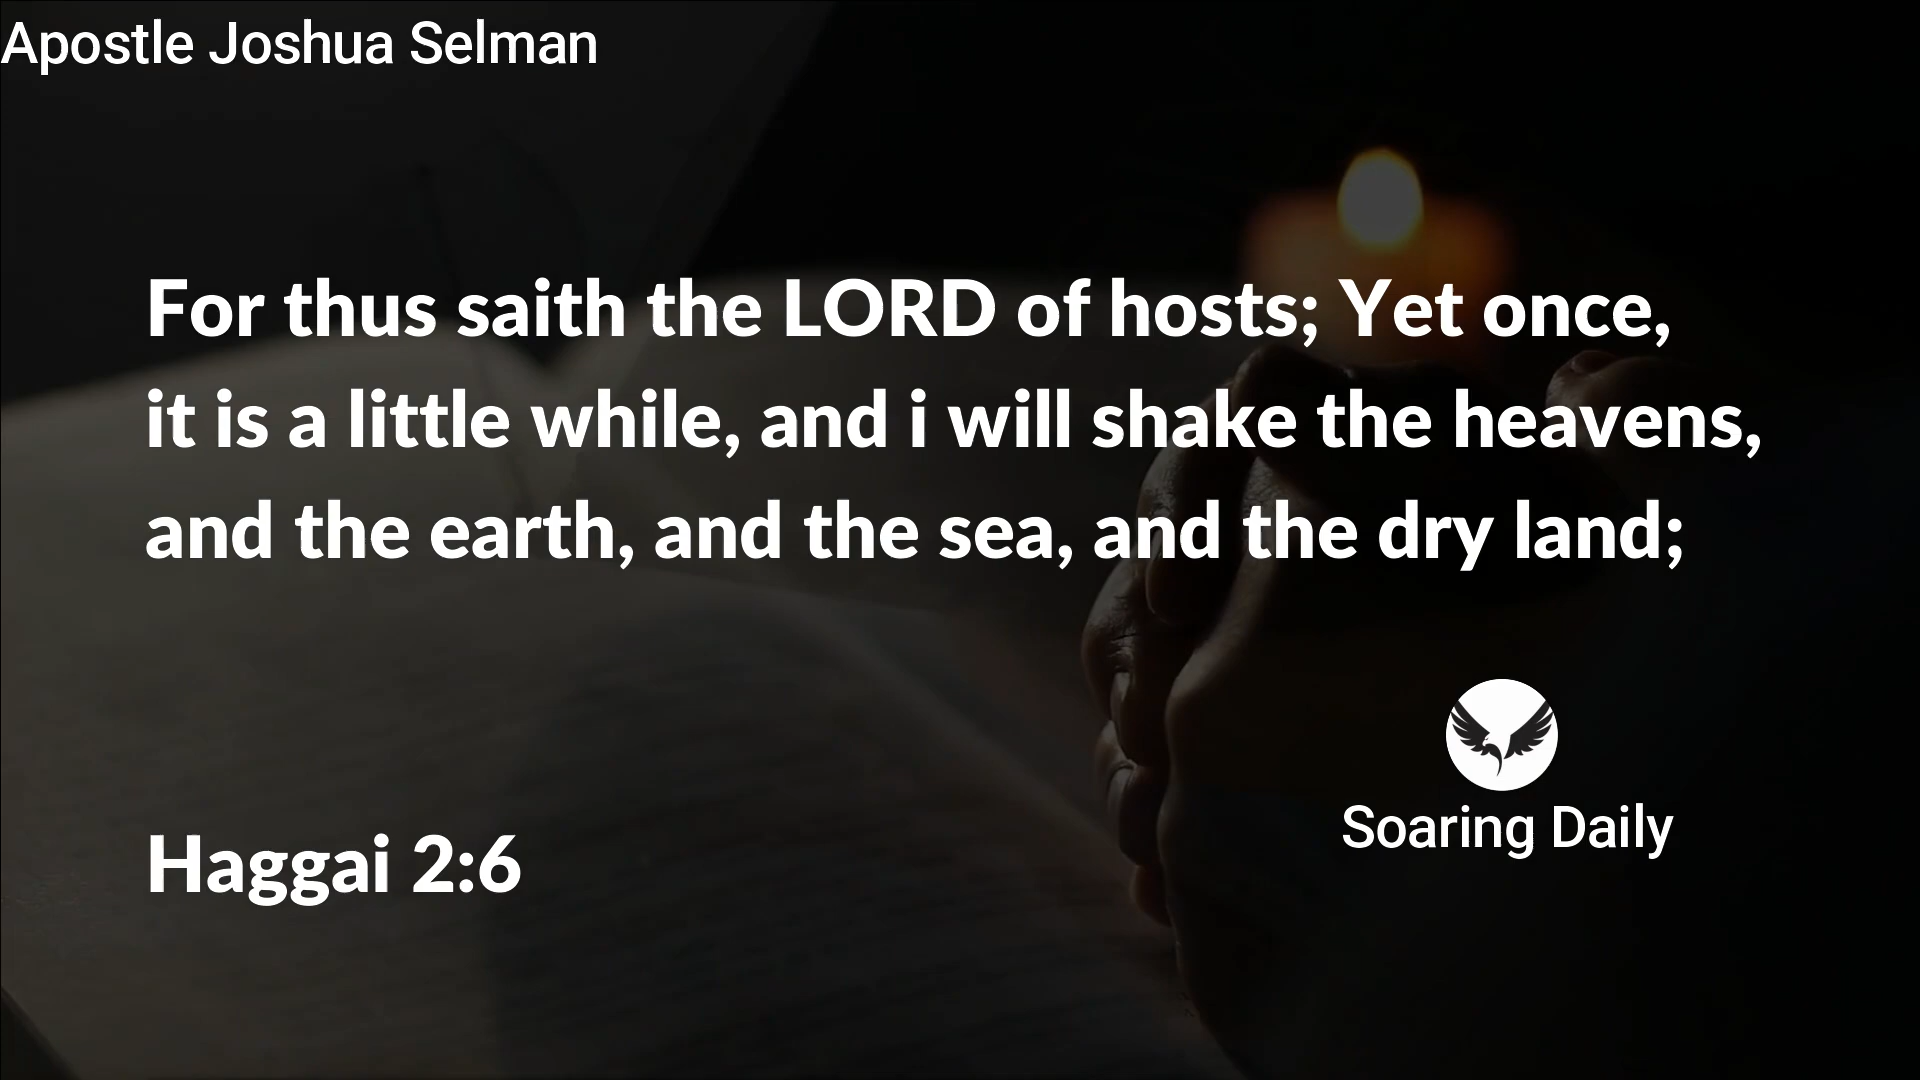 Apostle Joshua Selman
For thus saith the LORD of hosts; Yet once,
it is a little while, and i will shake the heavens,
and the earth, and the sea, and the dry land;
Soaring Daily
Haggai 2:6